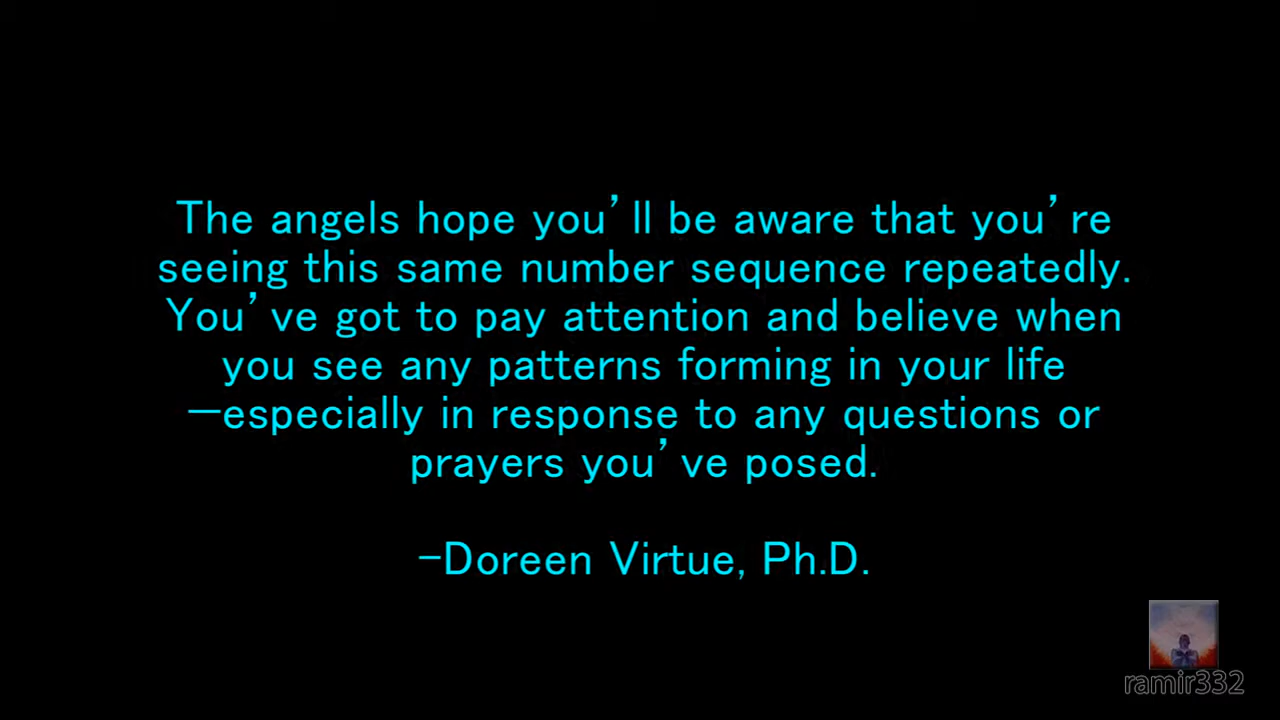 The angels hope you’ll be aware that you’re
seeing this same number sequence repeatedly.
You’ve got to pay attention and believe when
you see any patterns forming in your life
—especially in response to any questions or
prayers you’ve posed.
-Doreen Virtue, Ph.D.
ramir332